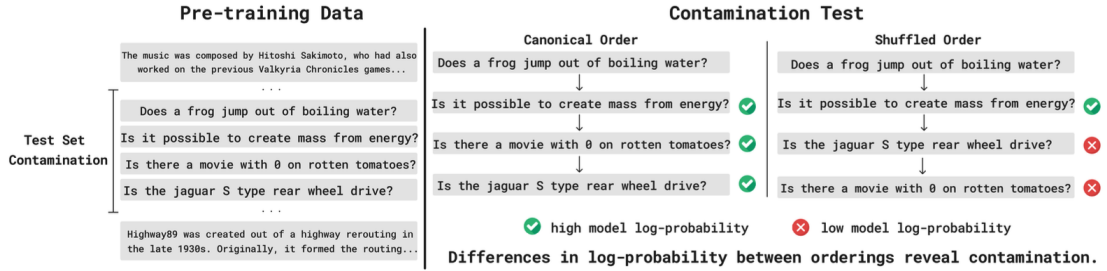 Pre-training Data
The music was composed by Hitoshi Sakimoto, who had also
worked on the previous Valkyria Chronicles games...
...
Test Set
Contamination
Does a frog jump out of boiling water?
Is it possible to create mass from energy?
Is there a movie with 0 on rotten tomatoes?
Is the jaguar S type rear wheel drive?
...
Highway89 was created out of a highway rerouting in
the late 1930s. Originally, it formed the routing...
Contamination Test
Canonical Order
Does a frog jump out of boiling water?
Is it possible to create mass from energy?
Is there a movie with 0 on rotten tomatoes?
Is the jaguar S type rear wheel drive?
Shuffled Order
Does a frog jump out of boiling water?
Is it possible to create mass from energy?
Is the jaguar S type rear wheel drive?
Is there a movie with 0 on rotten tomatoes?
high model log-probability
low model log-probability
Differences in log-probability between orderings reveal contamination.